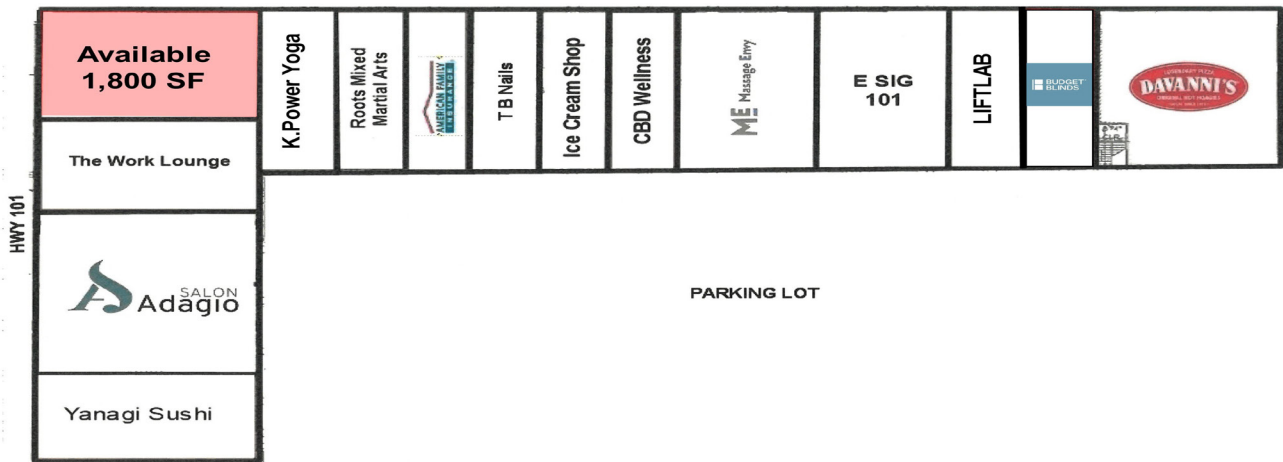 Available
1,800 SF
The Work Lounge
HWY 101
SALON
Adagio
Yanagi Sushi
K.Power Yoga
Roots Mixed
Martial Arts
AMERICAN FAMILY
INSURANCE
T B Nails
Ice Cream Shop
CBD Wellness
ME Massage Envy
E SIG
101
LIFTLAB
BUDGET
BLINDS
DAVANNI'S
PARKING LOT